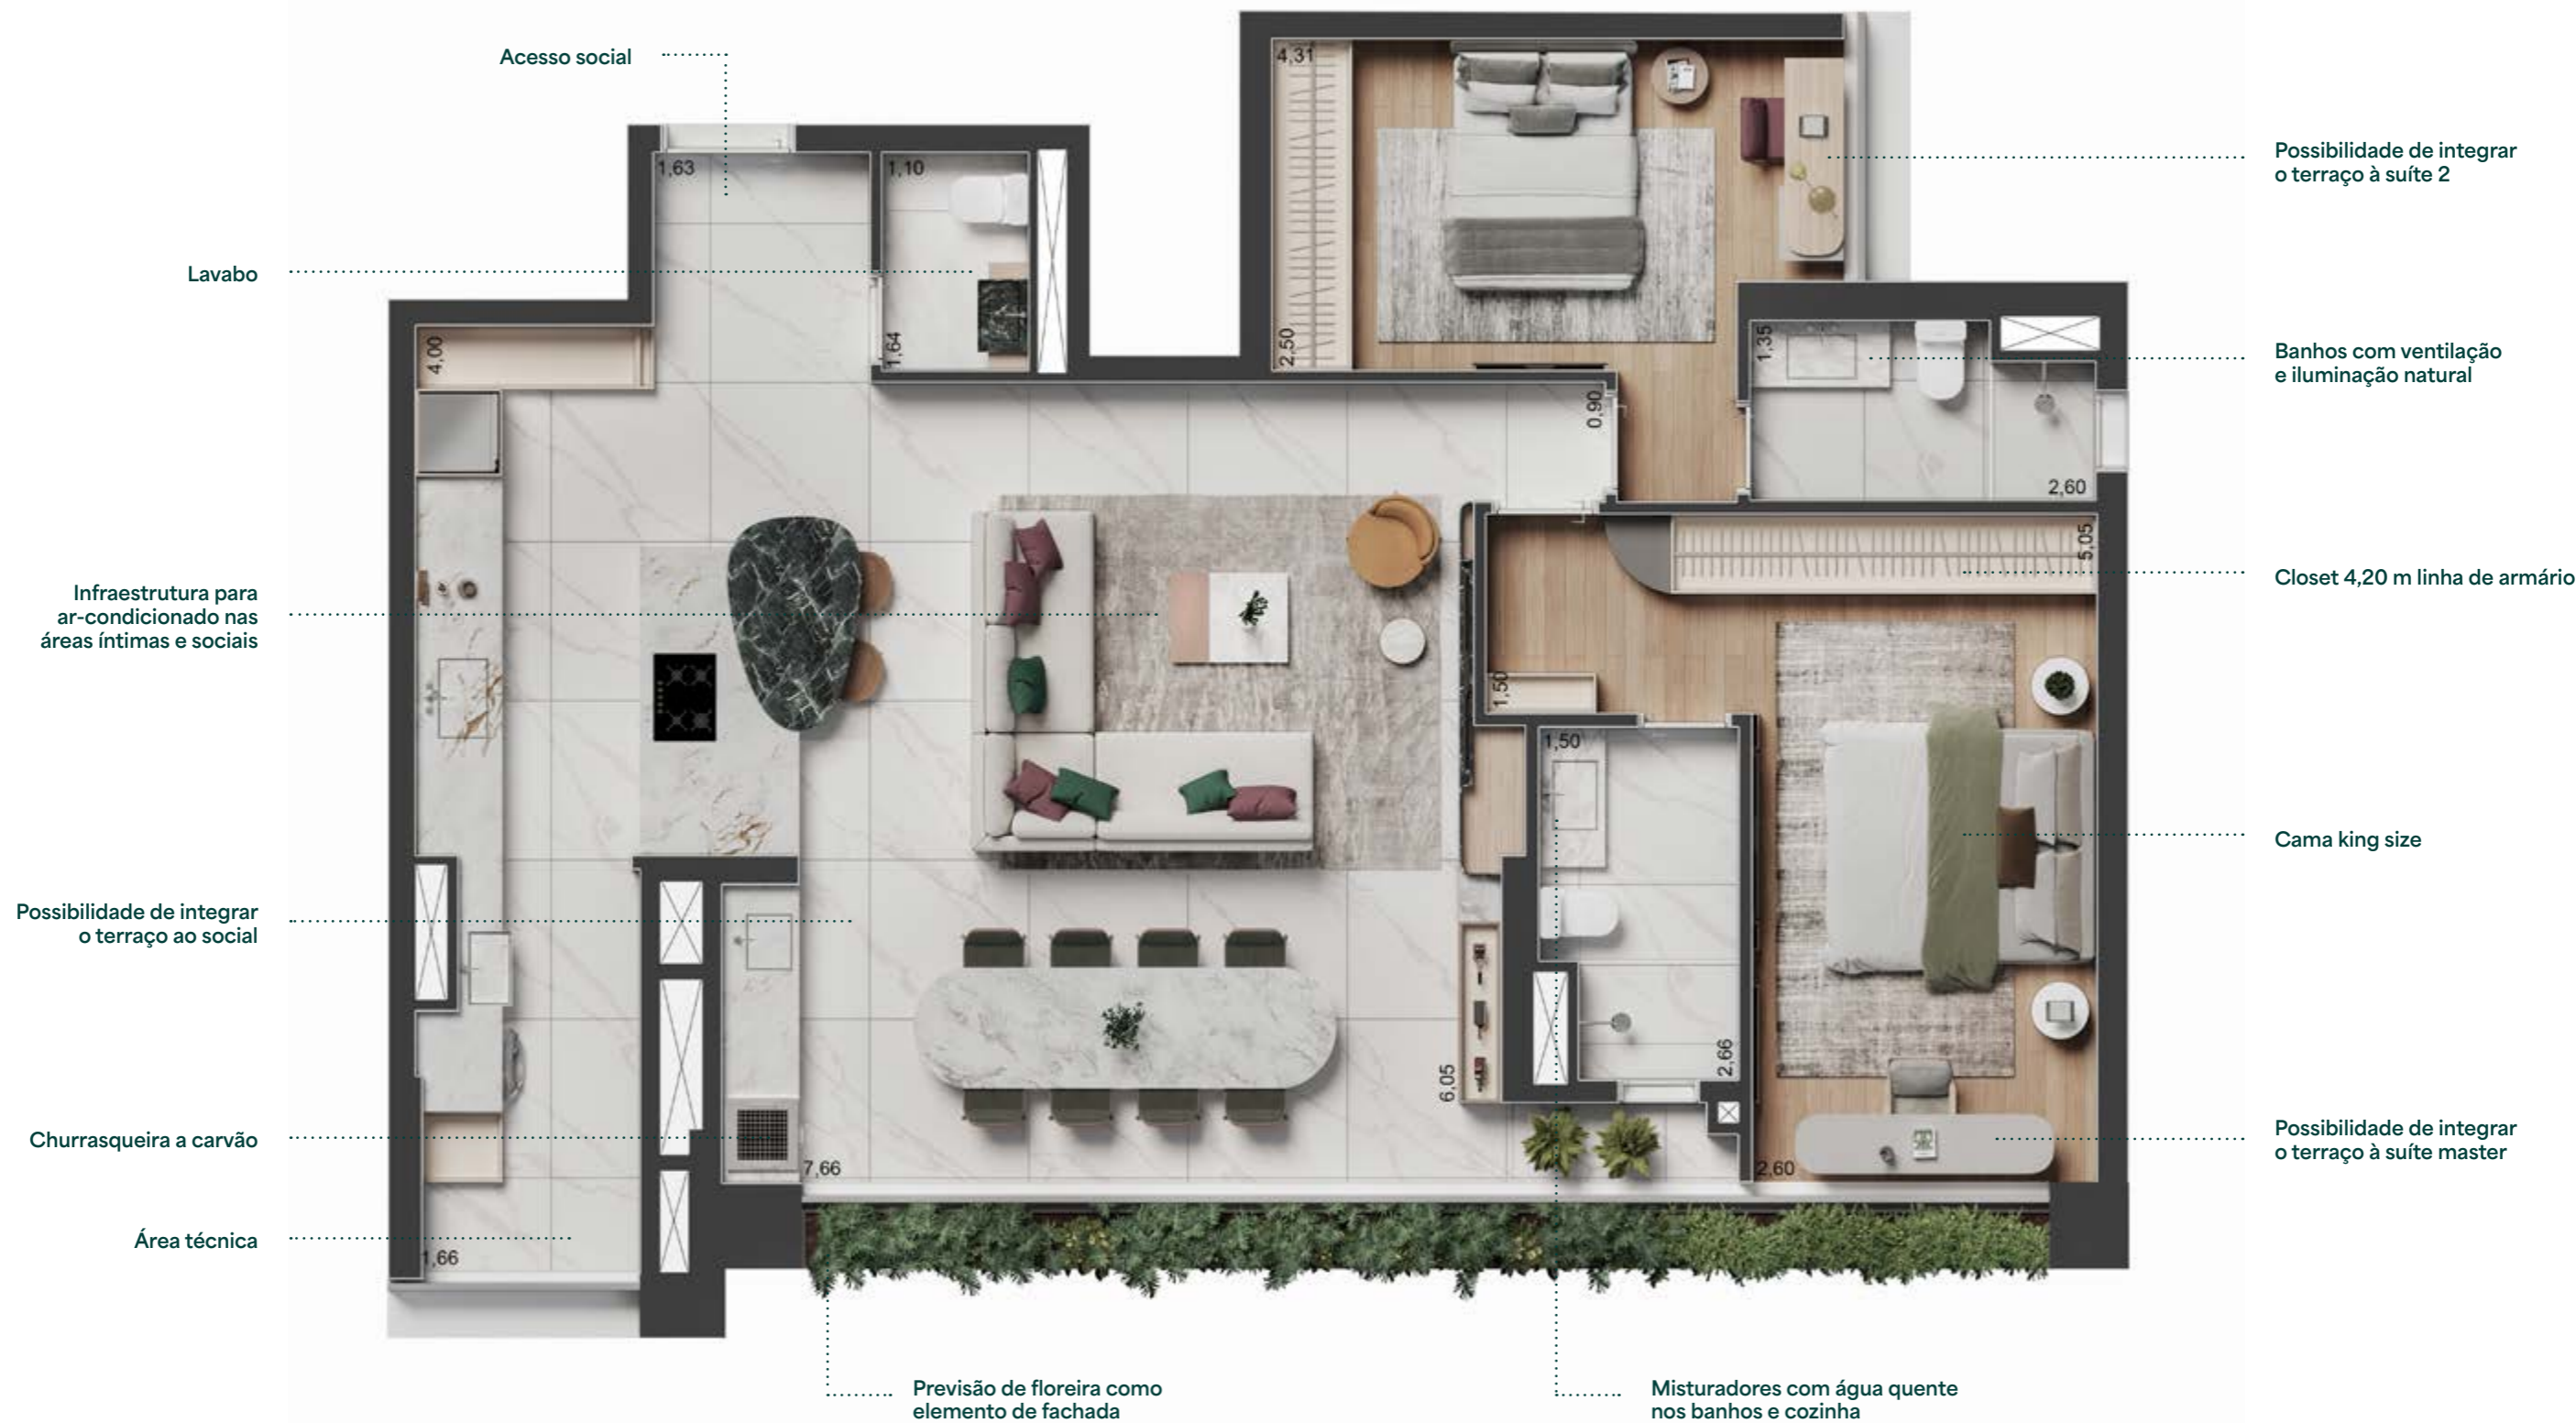 Acesso social
Lavabo
Infraestrutura para
ar-condicionado nas
áreas íntimas e sociais
Possibilidade de integrar
o terraço ao social
Churrasqueira a carvão
Área técnica
4,31
2,50
1,63
1,10
1,64
4,00
0,90
1,35
2,60
5,05
1,50
1,50
2,66
6,05
7,66
2,60
1,66
Possibilidade de integrar
o terraço à suíte 2
Banhos com ventilação
e iluminação natural
Closet 4,20 m linha de armário
Cama king size
Possibilidade de integrar
o terraço à suíte master
Previsão de floreira como
elemento de fachada
Misturadores com água quente
nos banhos e cozinha